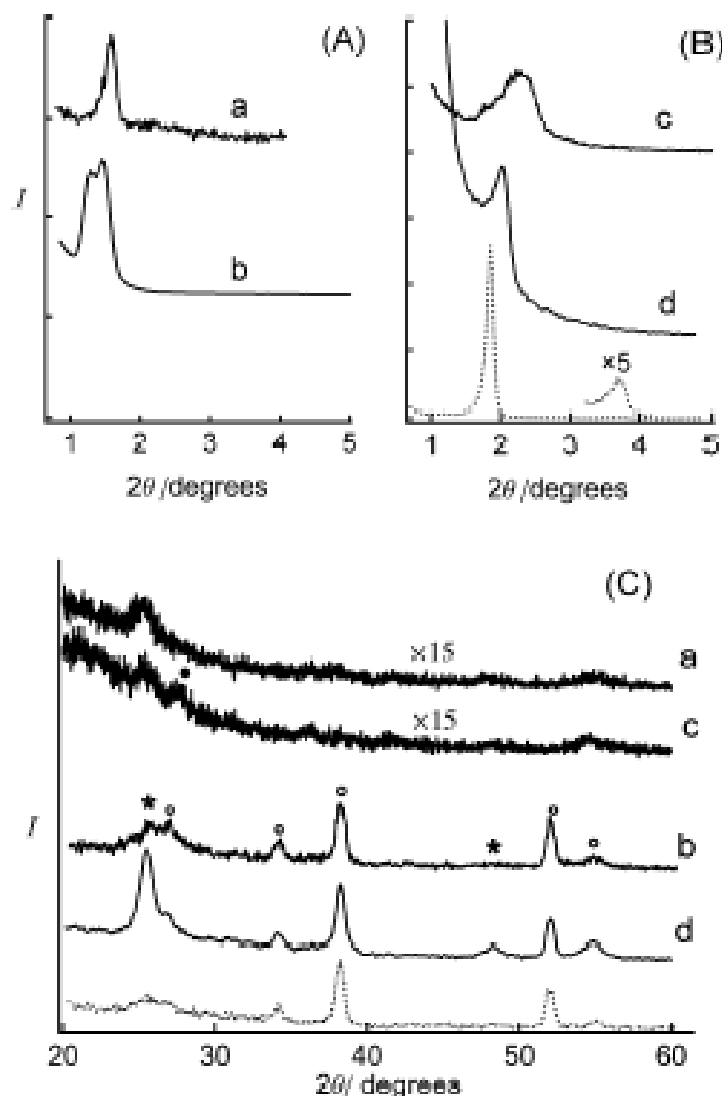 (A)
(B)
a
b
c
d
×5
I
1 2 3 4 5
1 2 3 4 5
2θ /degrees
2θ /degrees
(C)
×15
a
×15
c
★ ° ° ° ★ ° °
b
d
I
20 30 40 50 60
2θ/ degrees